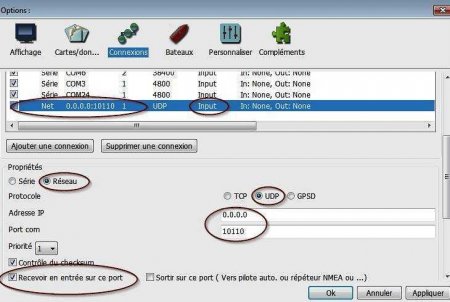 Options :
Affichage Cartes/don... Connexions Bateaux Personnaliser Compléments
Série COM6 2 38400 Input In: None, Out: None
Série COM3 1 4800 Input In: None, Out: None
Série COM24 1 4800 Input In: None, Out: None
Net 0.0.0.0:10110 1 UDP Input In: None, Out: None
Ajouter une connexion Supprimer une connexion
Propriétés
Série Réseau
Protocole TCP UDP GPSD
Adresse IP 0.0.0.0
Port com 10110
Priorité 1
Contrôle du checksum
Recevoir en entrée sur ce port Sortir sur ce port ( Vers pilote auto. ou répéteur NMEA ou ...)
Ok Annuler Appliquer